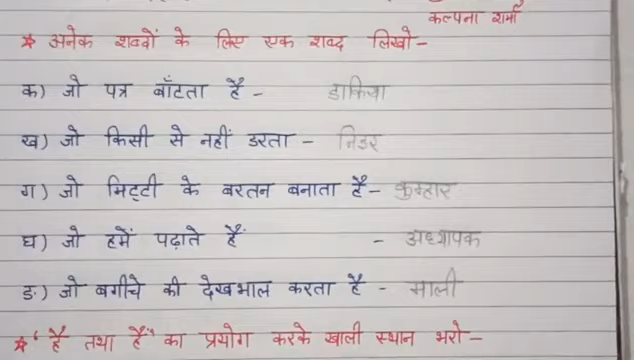 कल्पना शर्मा
* अनेक शब्दों के लिए एक शब्द लिखो-
क) जो पत्र बाँटता है - डाकिया
ख) जो किसी से नहीं डरता - निडर
ग) जो मिट्टी के बरतन बनाता है- कुम्हार
घ) जो हमें पढ़ाते हैं - अध्यापक
ङ) जो बगीचे की देखभाल करता है - माली
* ‘है तथा हैं’ का प्रयोग करके खाली स्थान भरो-